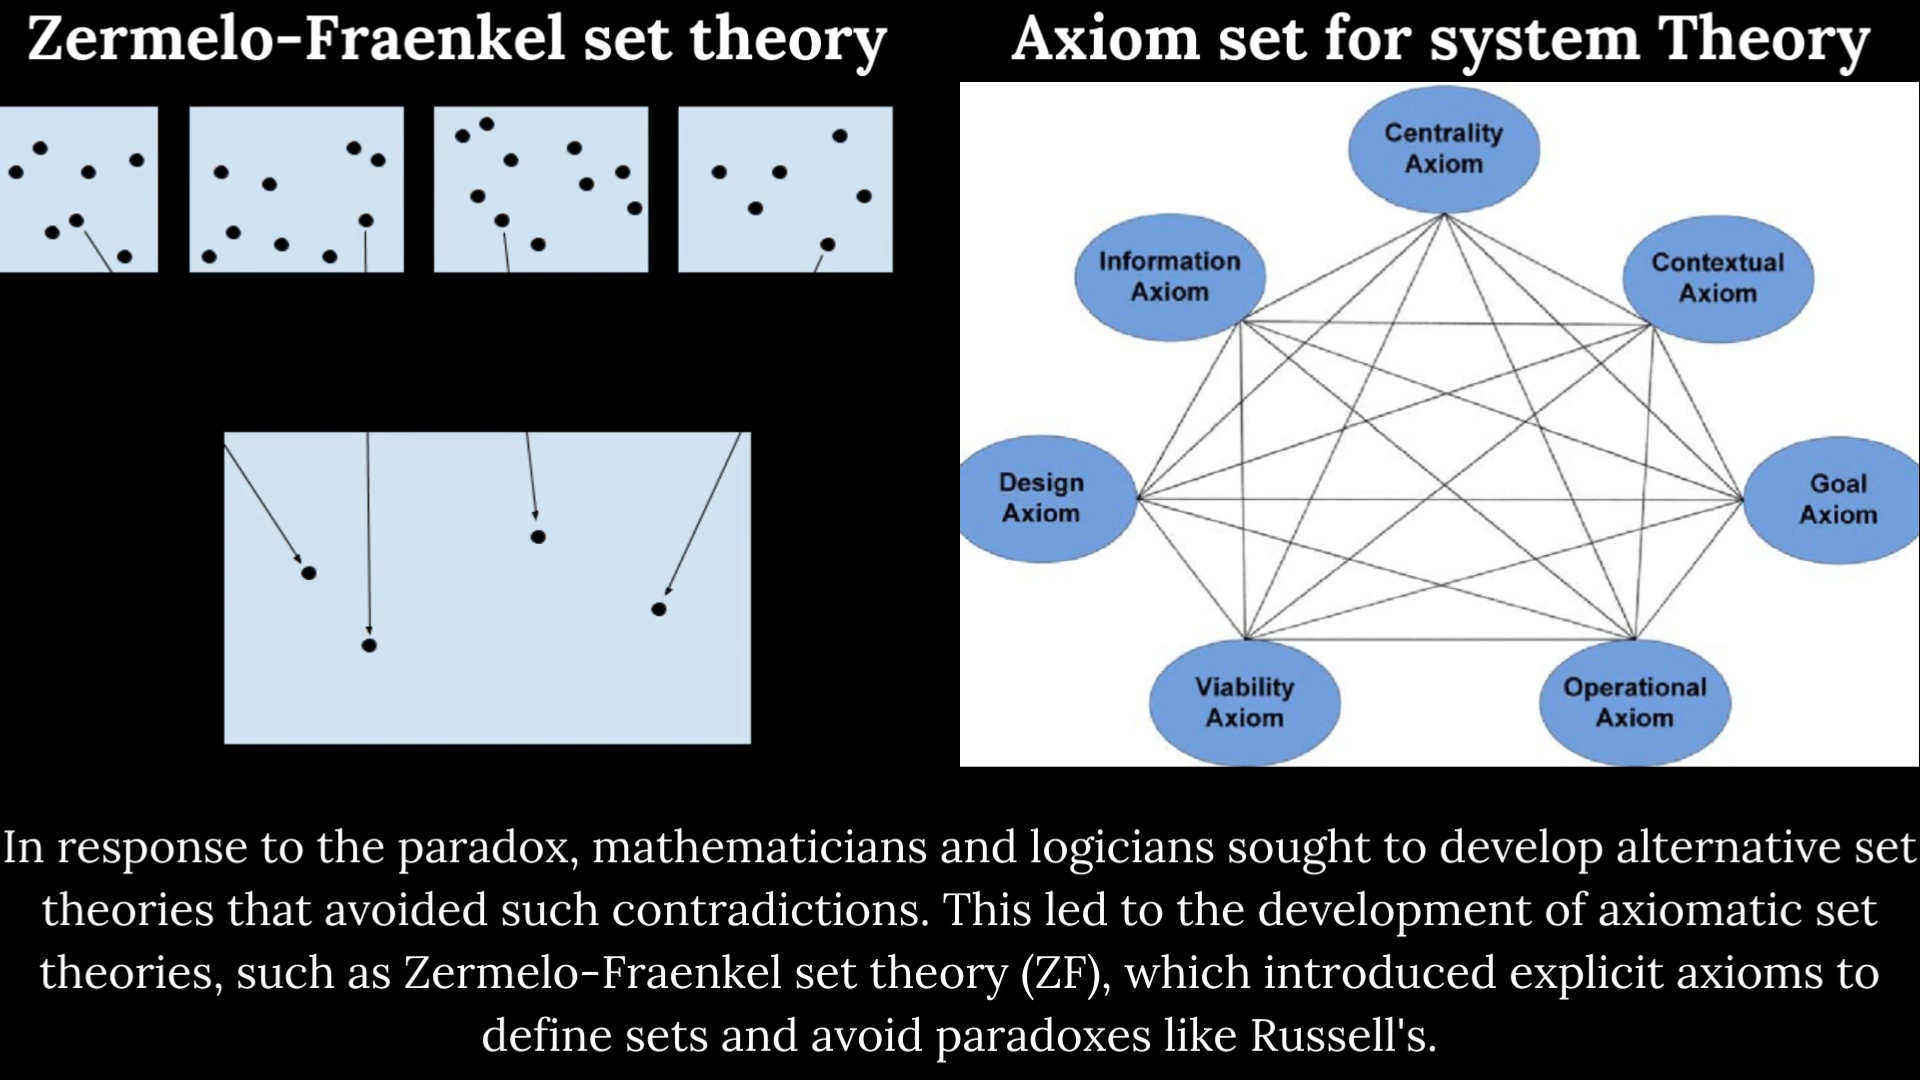 Zermelo-Fraenkel set theory
Axiom set for system Theory
Centrality
Axiom
Information
Axiom
Contextual
Axiom
Design
Axiom
Goal
Axiom
Viability
Axiom
Operational
Axiom
In response to the paradox, mathematicians and logicians sought to develop alternative set
theories that avoided such contradictions. This led to the development of axiomatic set
theories, such as Zermelo-Fraenkel set theory (ZF), which introduced explicit axioms to
define sets and avoid paradoxes like Russell's.